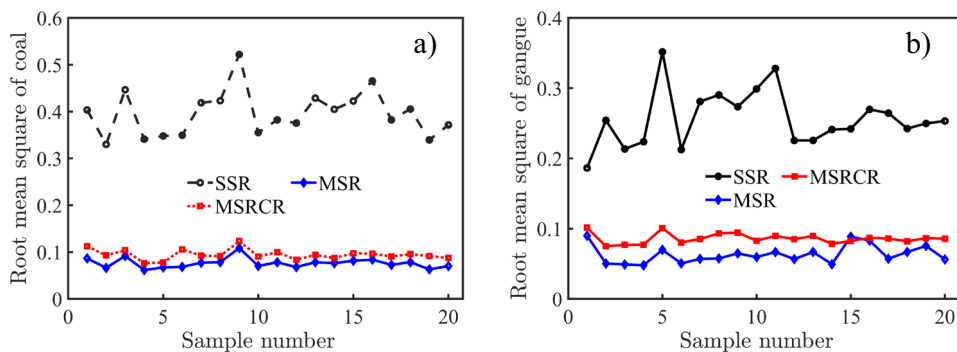 a)
Root mean square of coal
0.6
0.5
0.4
0.3
0.2
0.1
0
SSR
MSR
MSRCR
0 5 10 15 20
Sample number
b)
Root mean square of gangue
0.4
0.3
0.2
0.1
0
SSR
MSRCR
MSR
0 5 10 15 20
Sample number